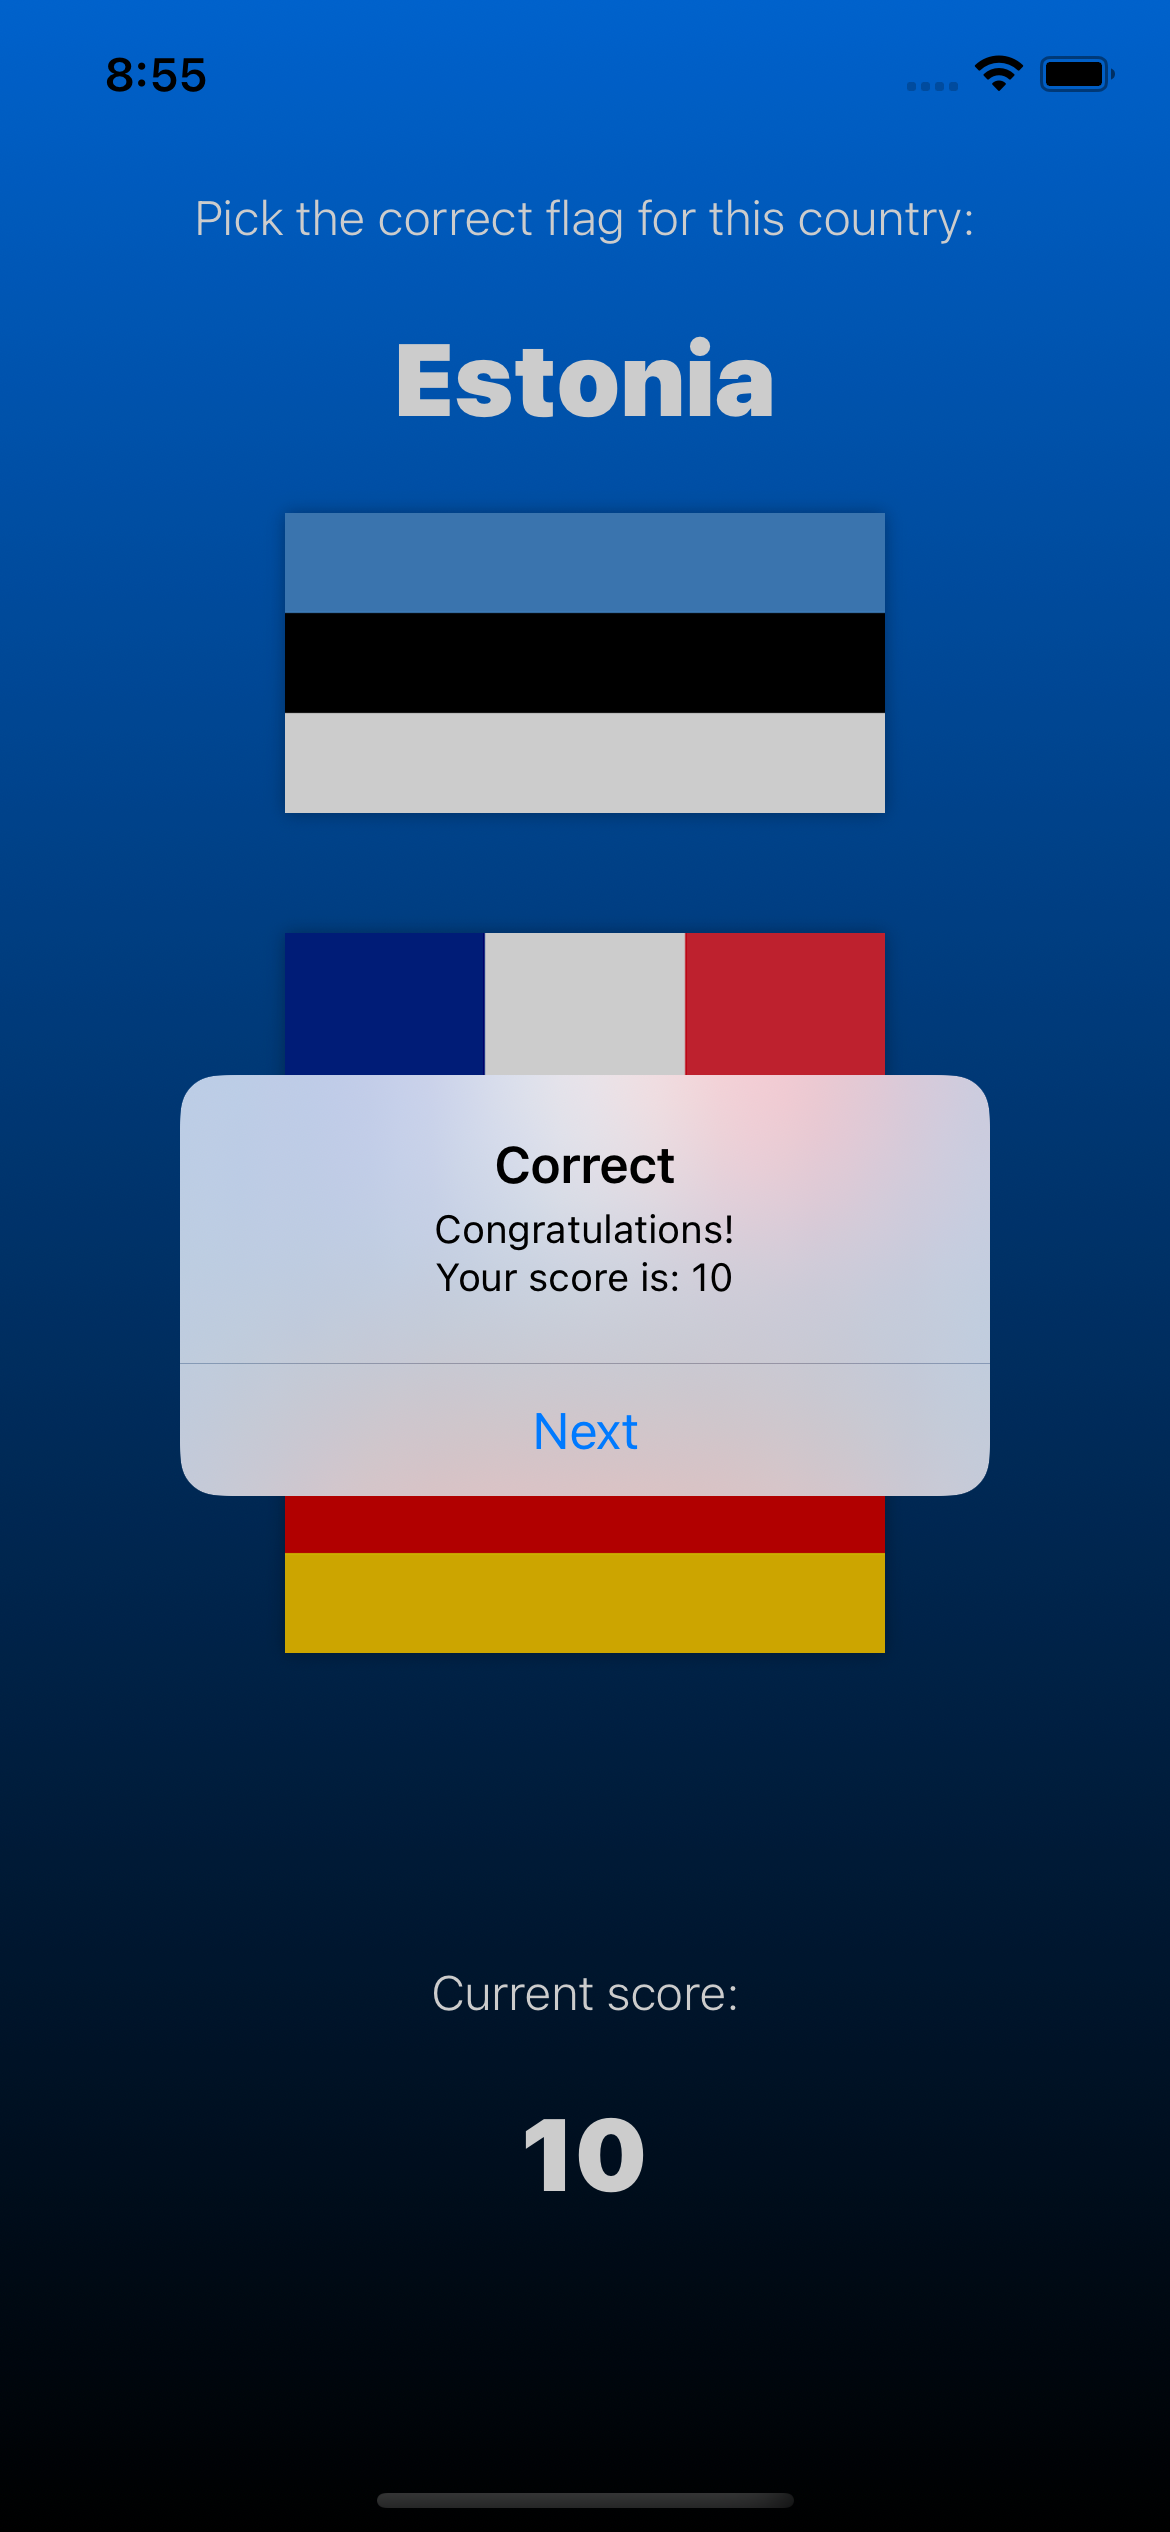 8:55
Pick the correct flag for this country:
Estonia
Correct
Congratulations!
Your score is: 10
Next
Current score:
10